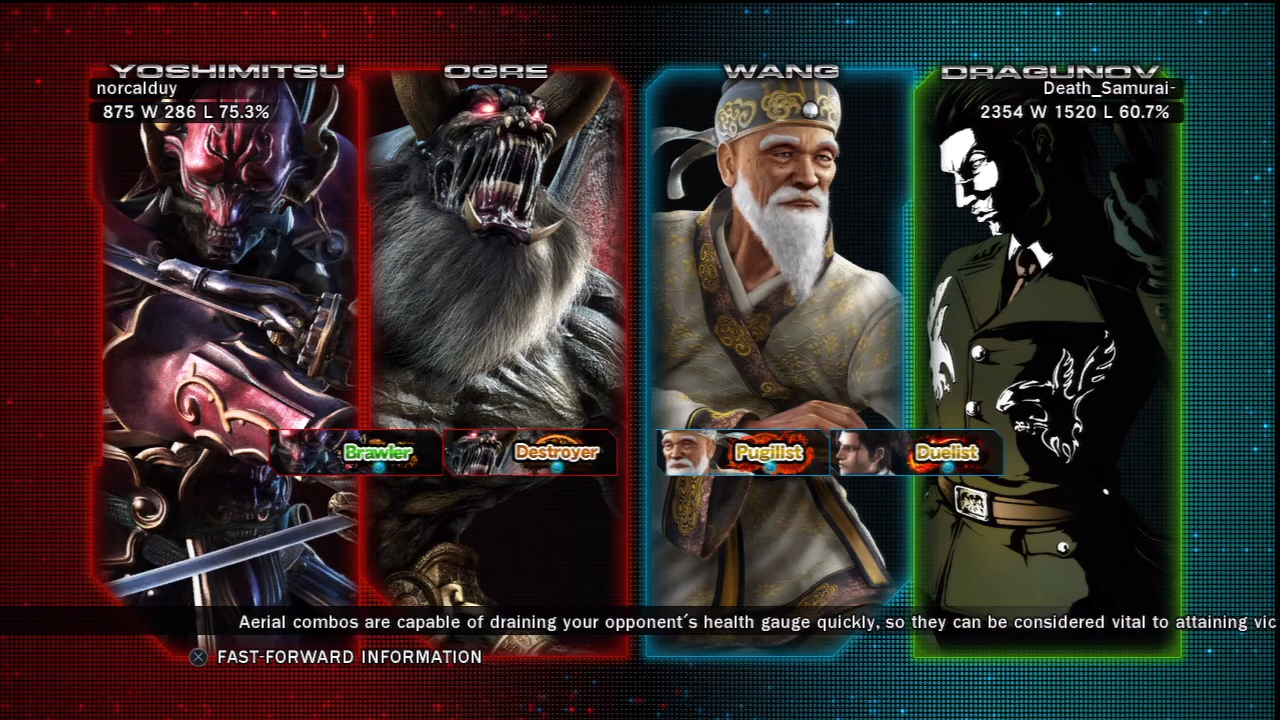 YOSHIMITSU
OGRE
WANG
DRAGUNOV
norcalduy
875 W 286 L 75.3%
Death_Samurai-
2354 W 1520 L 60.7%
Brawler
Destroyer
Pugilist
Duelist
Aerial combos are capable of draining your opponent´s health gauge quickly, so they can be considered vital to attaining vic
FAST-FORWARD INFORMATION